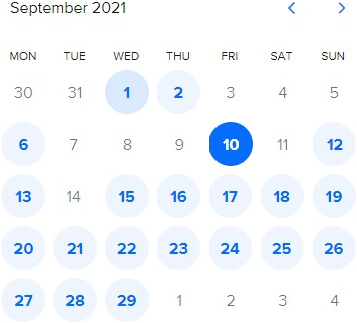 September 2021
MON TUE WED THU FRI SAT SUN
30 31 1 2 3 4 5
6 7 8 9 10 11 12
13 14 15 16 17 18 19
20 21 22 23 24 25 26
27 28 29 1 2 3 4